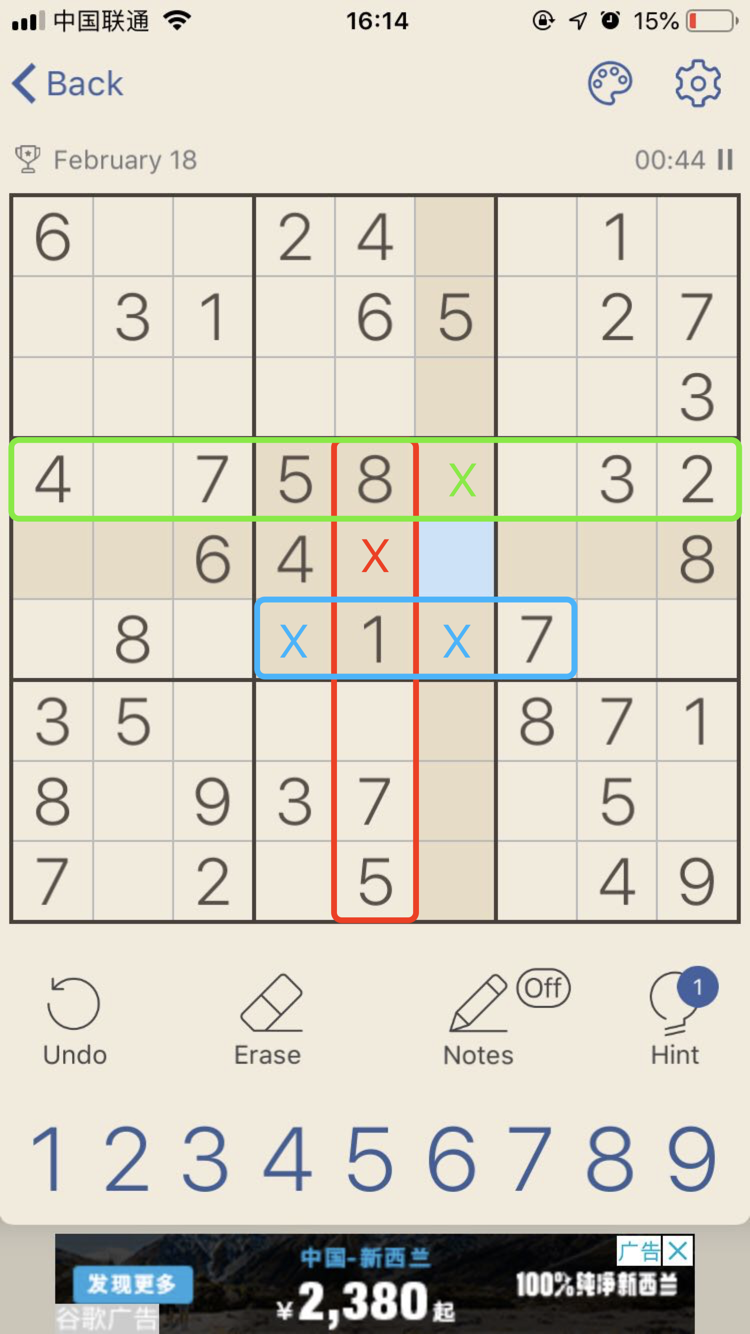 中国联通 16:14 15%
Back
February 18 00:44
6 2 4 1
3 1 6 5 2 7
3
4 7 5 8 X 3 2
6 4 X 8
8 X 1 X 7
3 5 8 7 1
8 9 3 7 5
7 2 5 4 9
Off 1
Undo Erase Notes Hint
1 2 3 4 5 6 7 8 9
中国-新西兰 广告
发现更多 ¥2,380起 100%纯净新西兰
谷歌广告